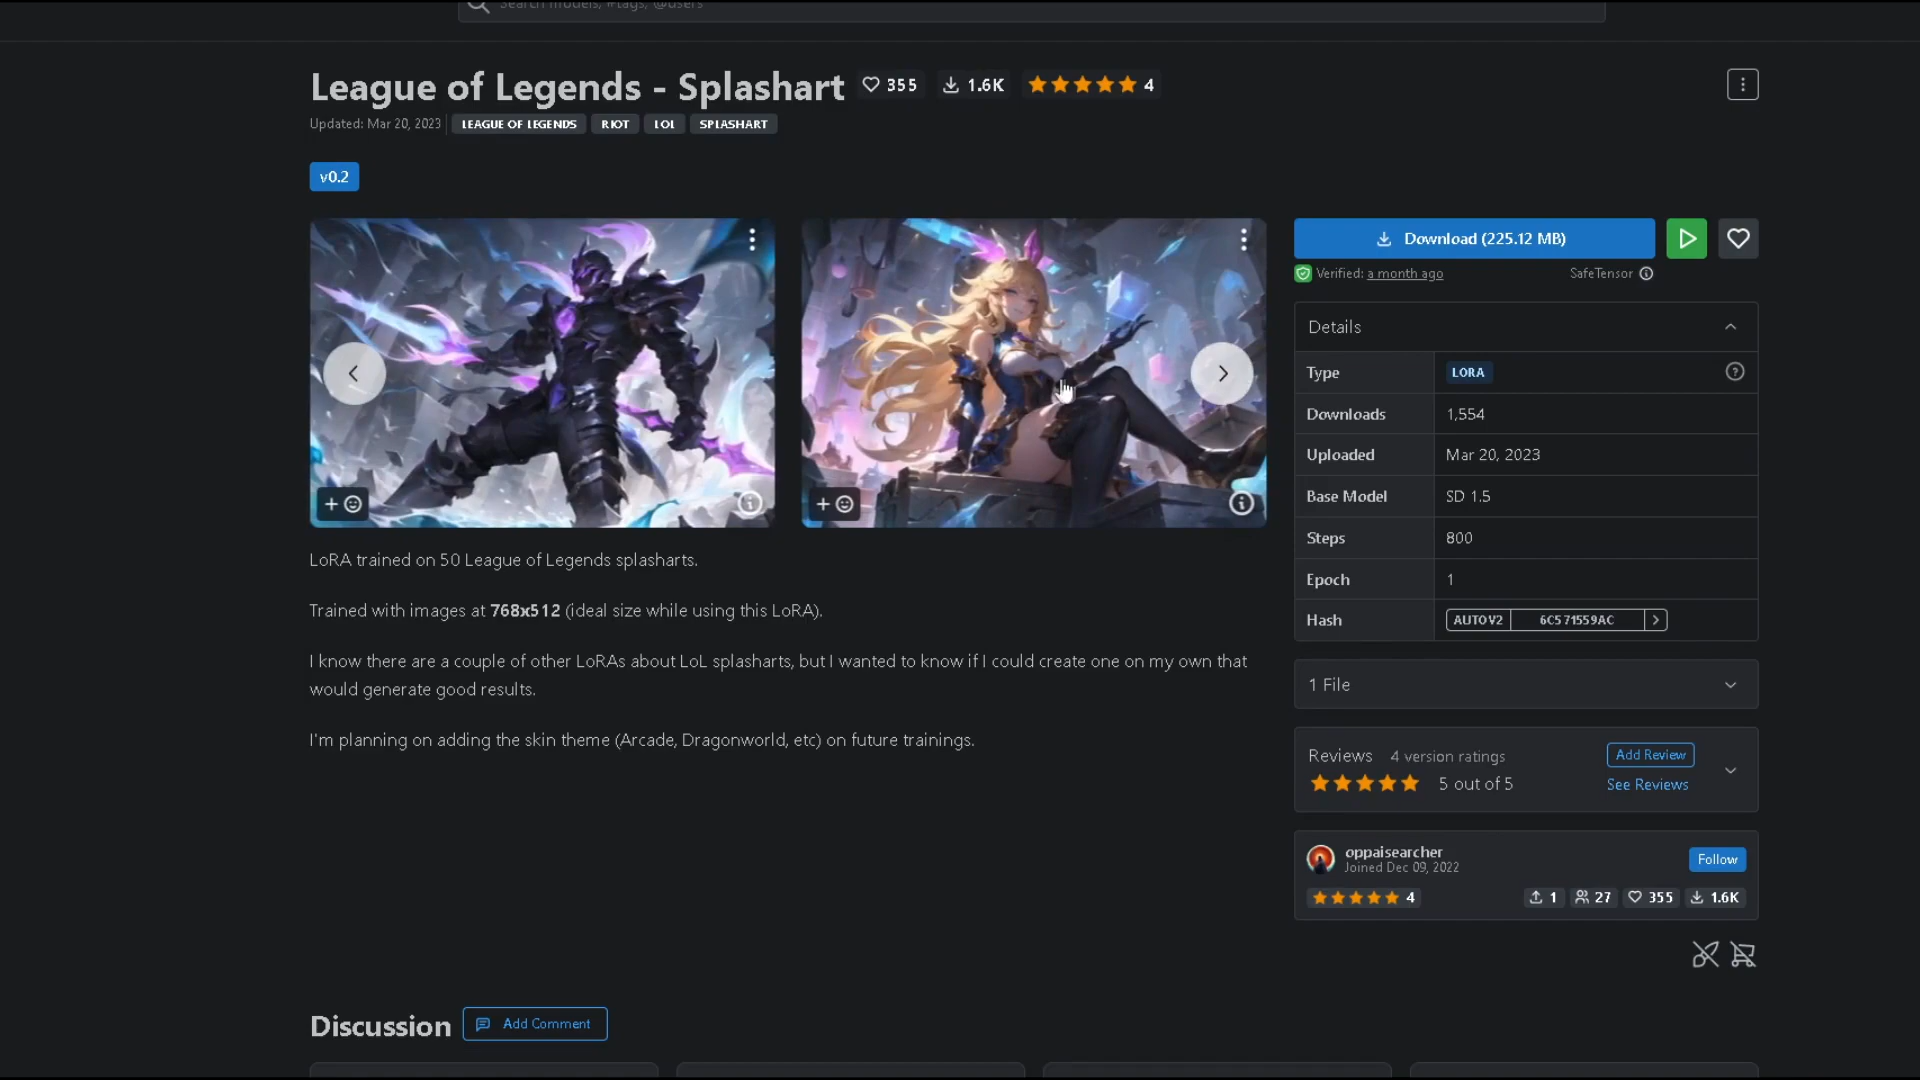 Search models, #tags, @users
League of Legends - Splashart 355 1.6K 4
Updated: Mar 20, 2023 LEAGUE OF LEGENDS RIOT LOL SPLASHART
v0.2
Download (225.12 MB)
Verified: a month ago SafeTensor
Details
Type LORA
Downloads 1,554
Uploaded Mar 20, 2023
Base Model SD 1.5
Steps 800
Epoch 1
Hash AUTOV2 6C571559AC
1 File
Reviews 4 version ratings Add Review
5 out of 5 See Reviews
oppaisearcher
Joined Dec 09, 2022
Follow
4 1 27 355 1.6K
LoRA trained on 50 League of Legends splasharts.
Trained with images at 768x512 (ideal size while using this LoRA).
I know there are a couple of other LoRAs about LoL splasharts, but I wanted to know if I could create one on my own that
would generate good results.
I'm planning on adding the skin theme (Arcade, Dragonworld, etc) on future trainings.
Discussion Add Comment